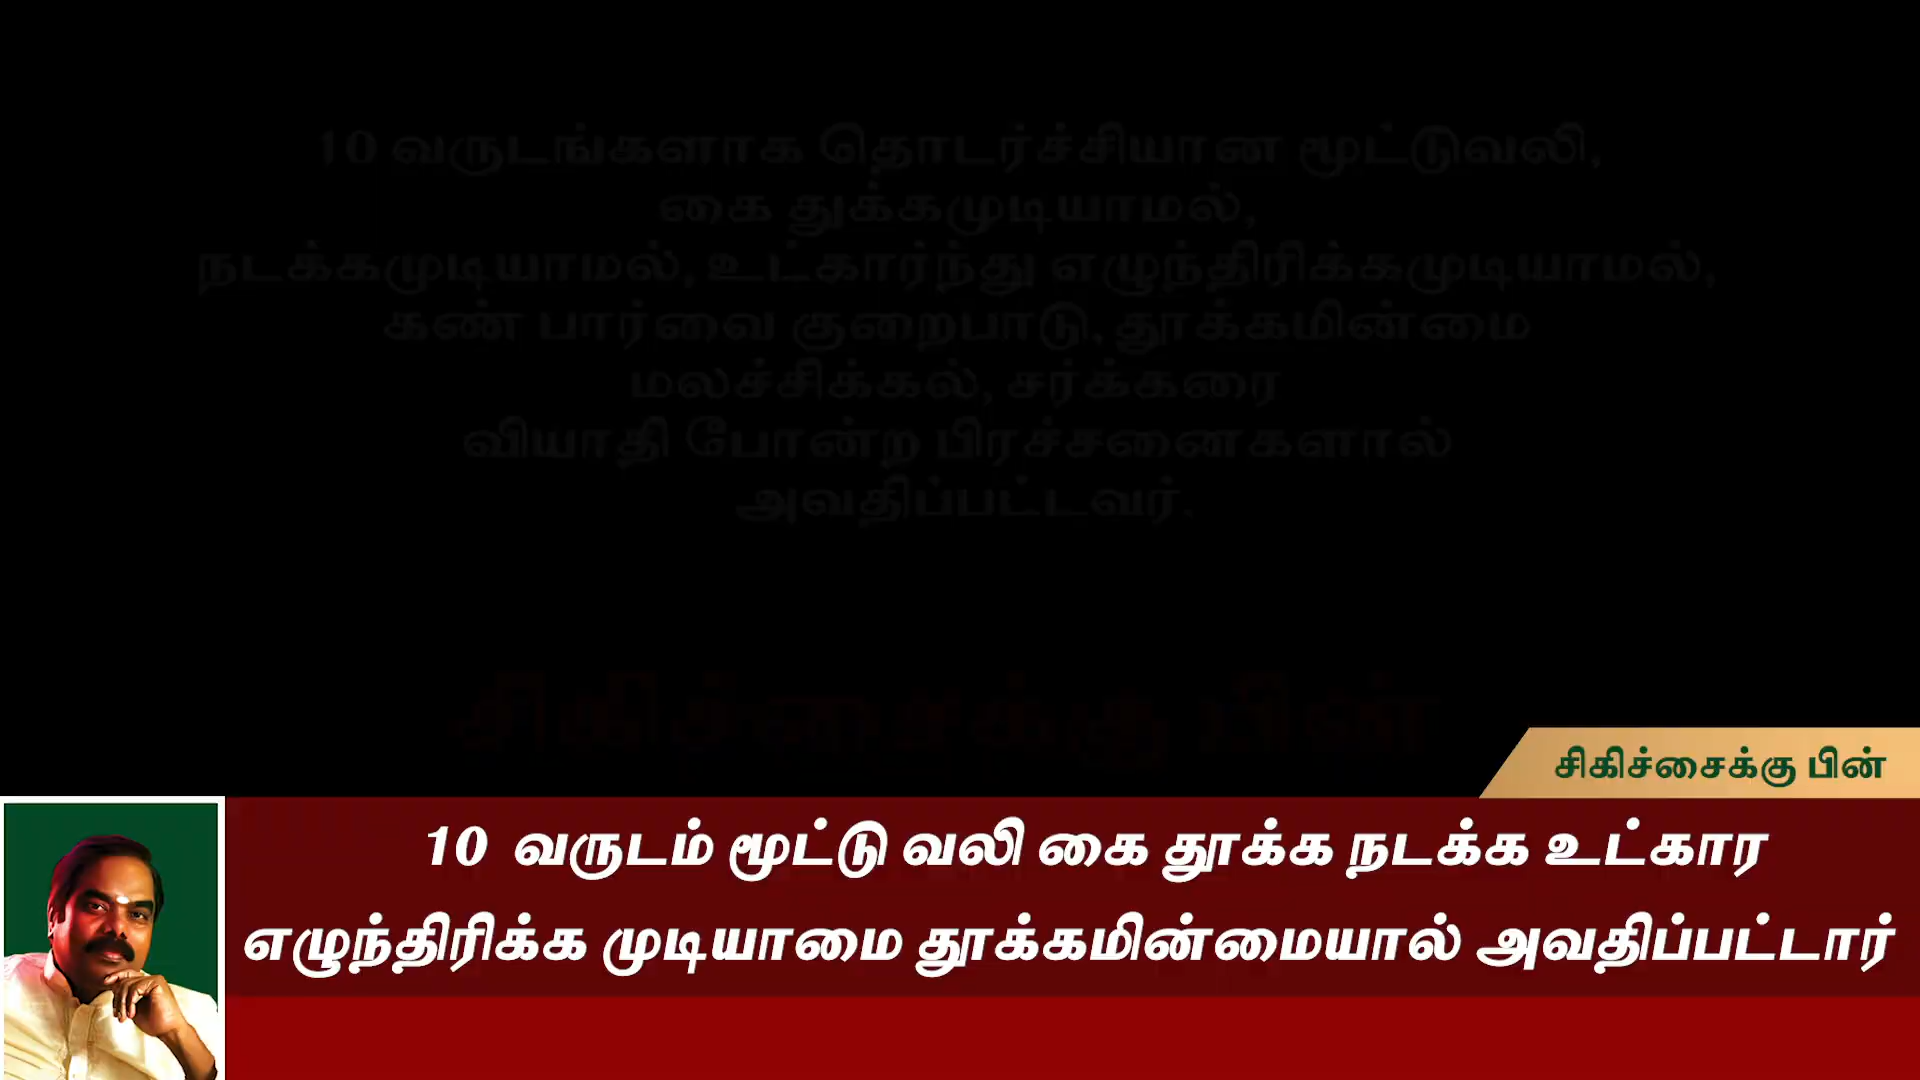 10 வருடங்களாக தொடர்ச்சியான மூட்டுவலி,
கை துக்கமுடியாமல்,
நடக்கமுடியாமல், உட்கார்ந்து எழுந்திரிக்கமுடியாமல்,
கண் பார்வை குறைபாடு, தூக்கமின்மை
மலச்சிக்கல், சர்க்கரை
வியாதி போன்ற பிரச்சனைகளால்
அவதிப்பட்டவர்.
சிகிச்சைக்கு பின்
சிகிச்சைக்கு பின்
10 வருடம் மூட்டு வலி கை தூக்க நடக்க உட்கார
எழுந்திரிக்க முடியாமை தூக்கமின்மையால் அவதிப்பட்டார்